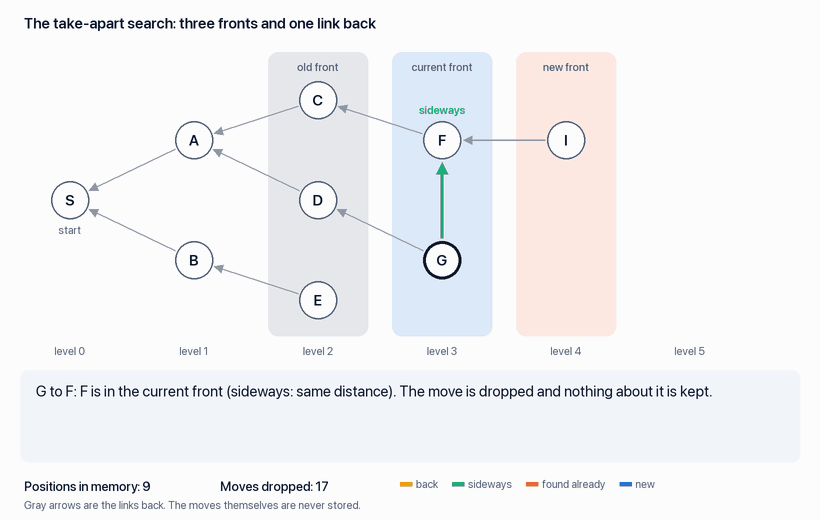 The take-apart search: three fronts and one link back
old front
current front
new front
C
sideways
A
F
I
S
D
start
B
G
E
level 0
level 1
level 2
level 3
level 4
level 5
G to F: F is in the current front (sideways: same distance). The move is dropped and nothing about it is kept.
Positions in memory: 9
Moves dropped: 17
back
sideways
found already
new
Gray arrows are the links back. The moves themselves are never stored.